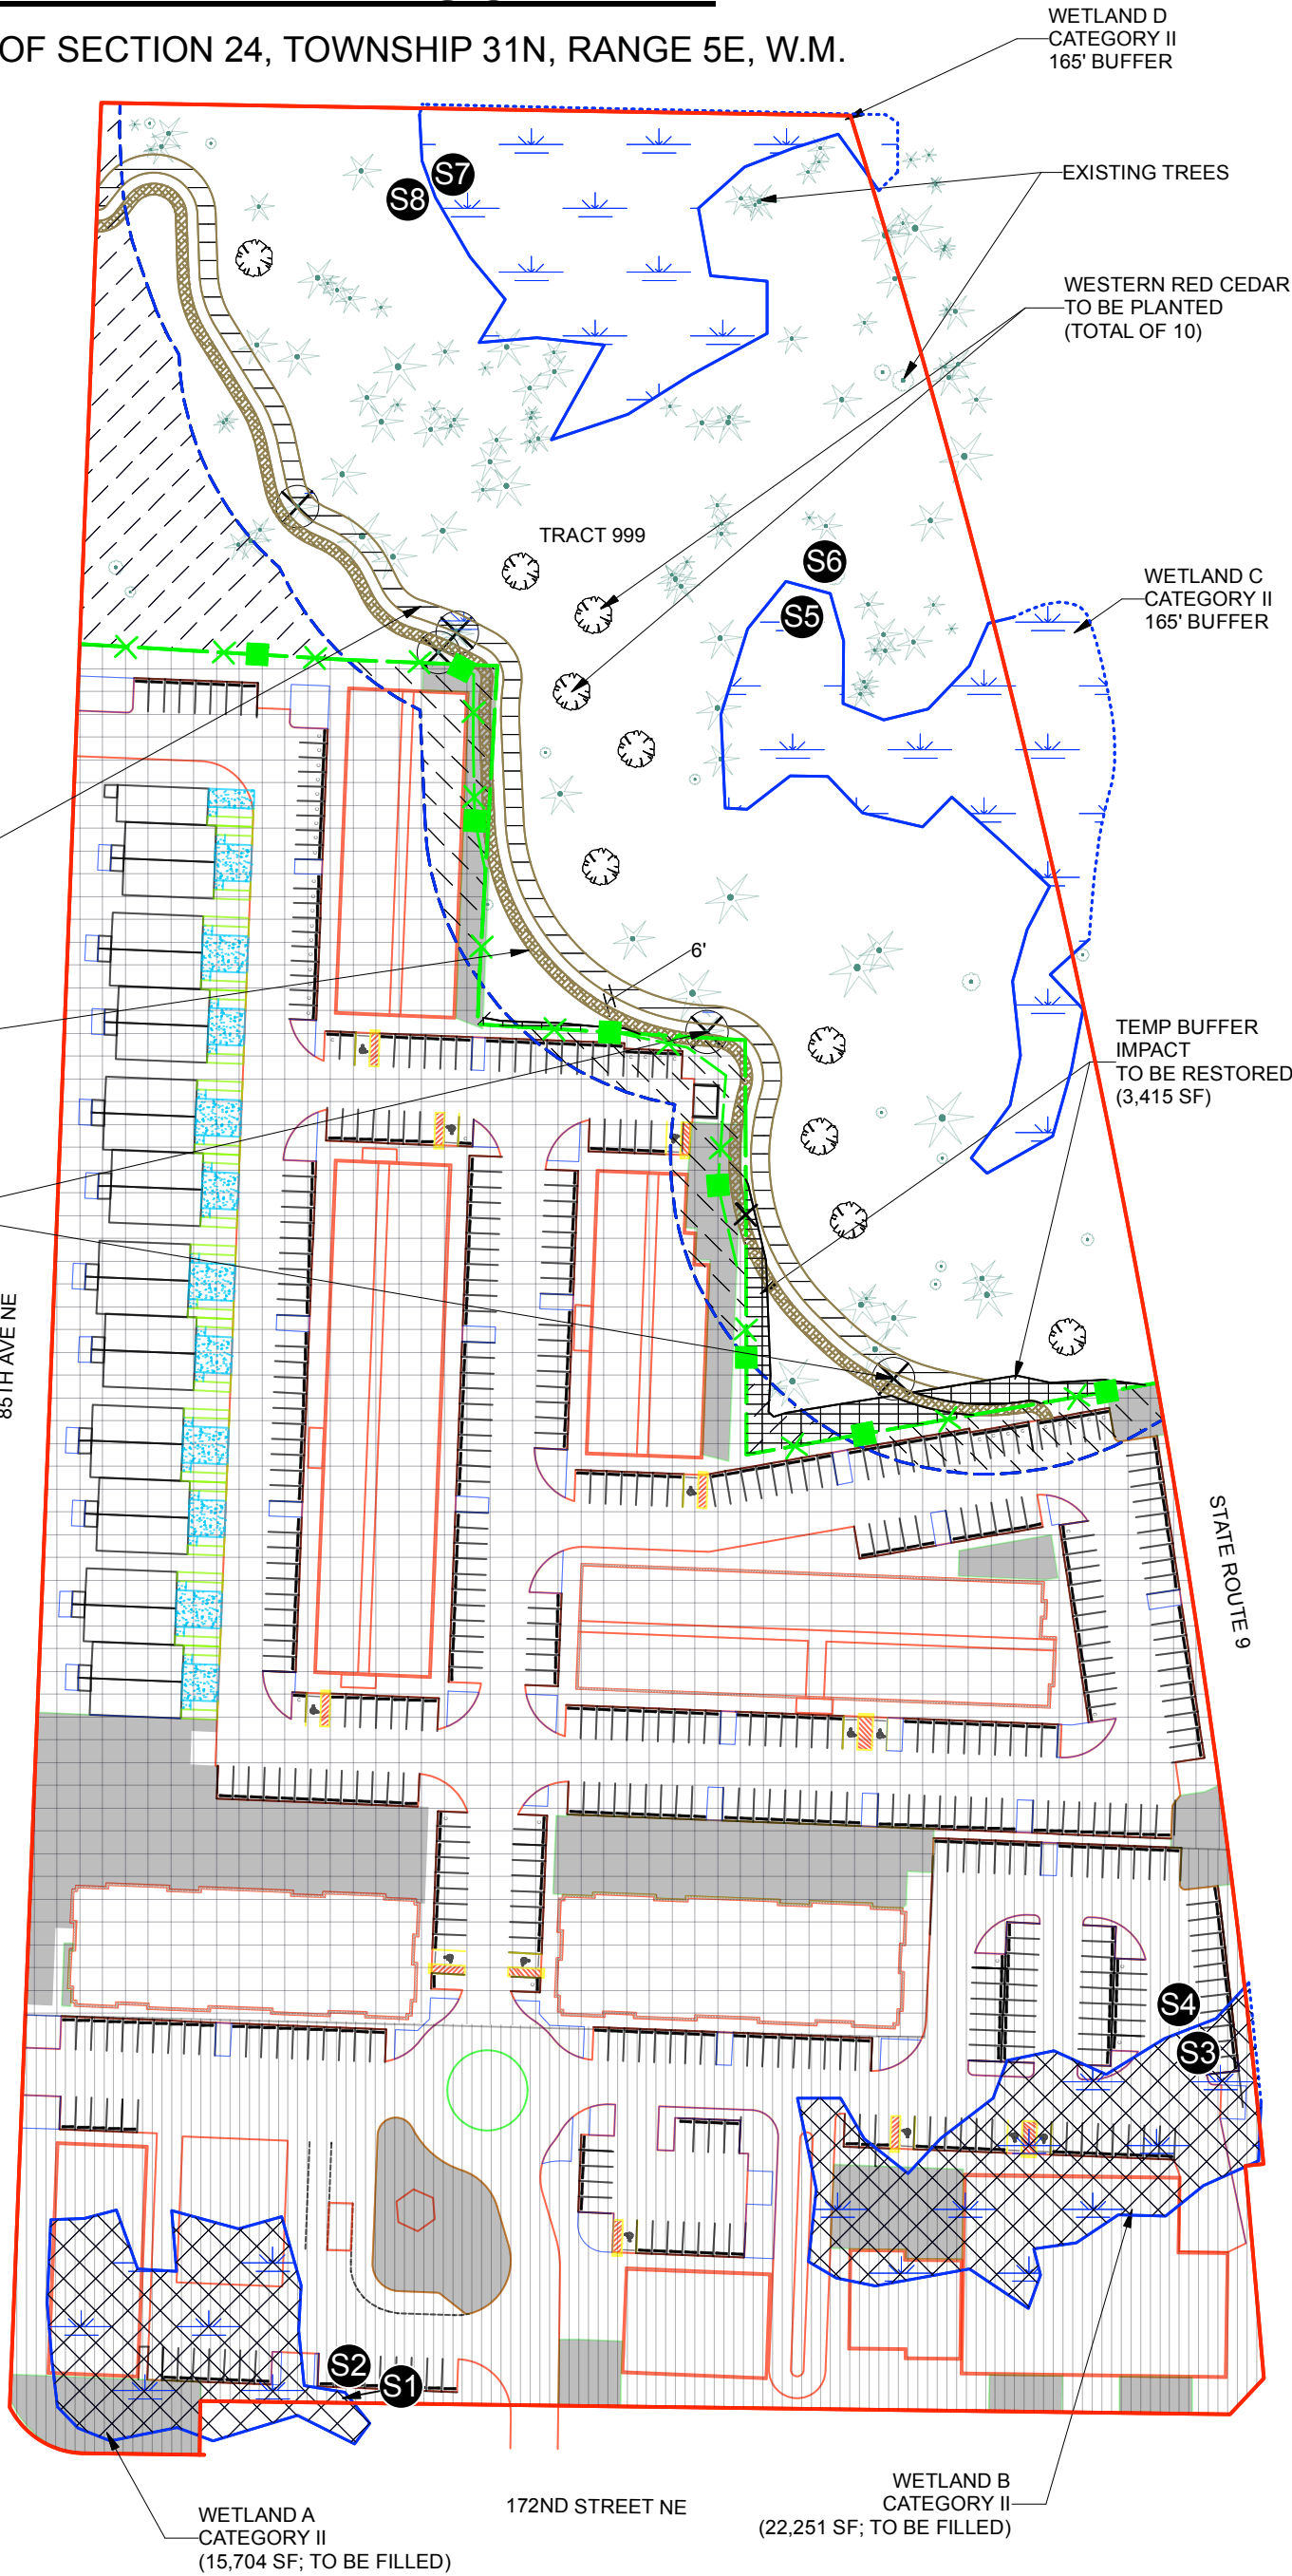 OF SECTION 24, TOWNSHIP 31N, RANGE 5E, W.M.
WETLAND D
CATEGORY II
165' BUFFER
S7
S8
EXISTING TREES
WESTERN RED CEDAR
TO BE PLANTED
(TOTAL OF 10)
TRACT 999
S6
S5
WETLAND C
CATEGORY II
165' BUFFER
6'
TEMP BUFFER
IMPACT
TO BE RESTORED
(3,415 SF)
85TH AVE NE
STATE ROUTE 9
S4
S3
S2
S1
172ND STREET NE
WETLAND B
CATEGORY II
(22,251 SF; TO BE FILLED)
WETLAND A
CATEGORY II
(15,704 SF; TO BE FILLED)